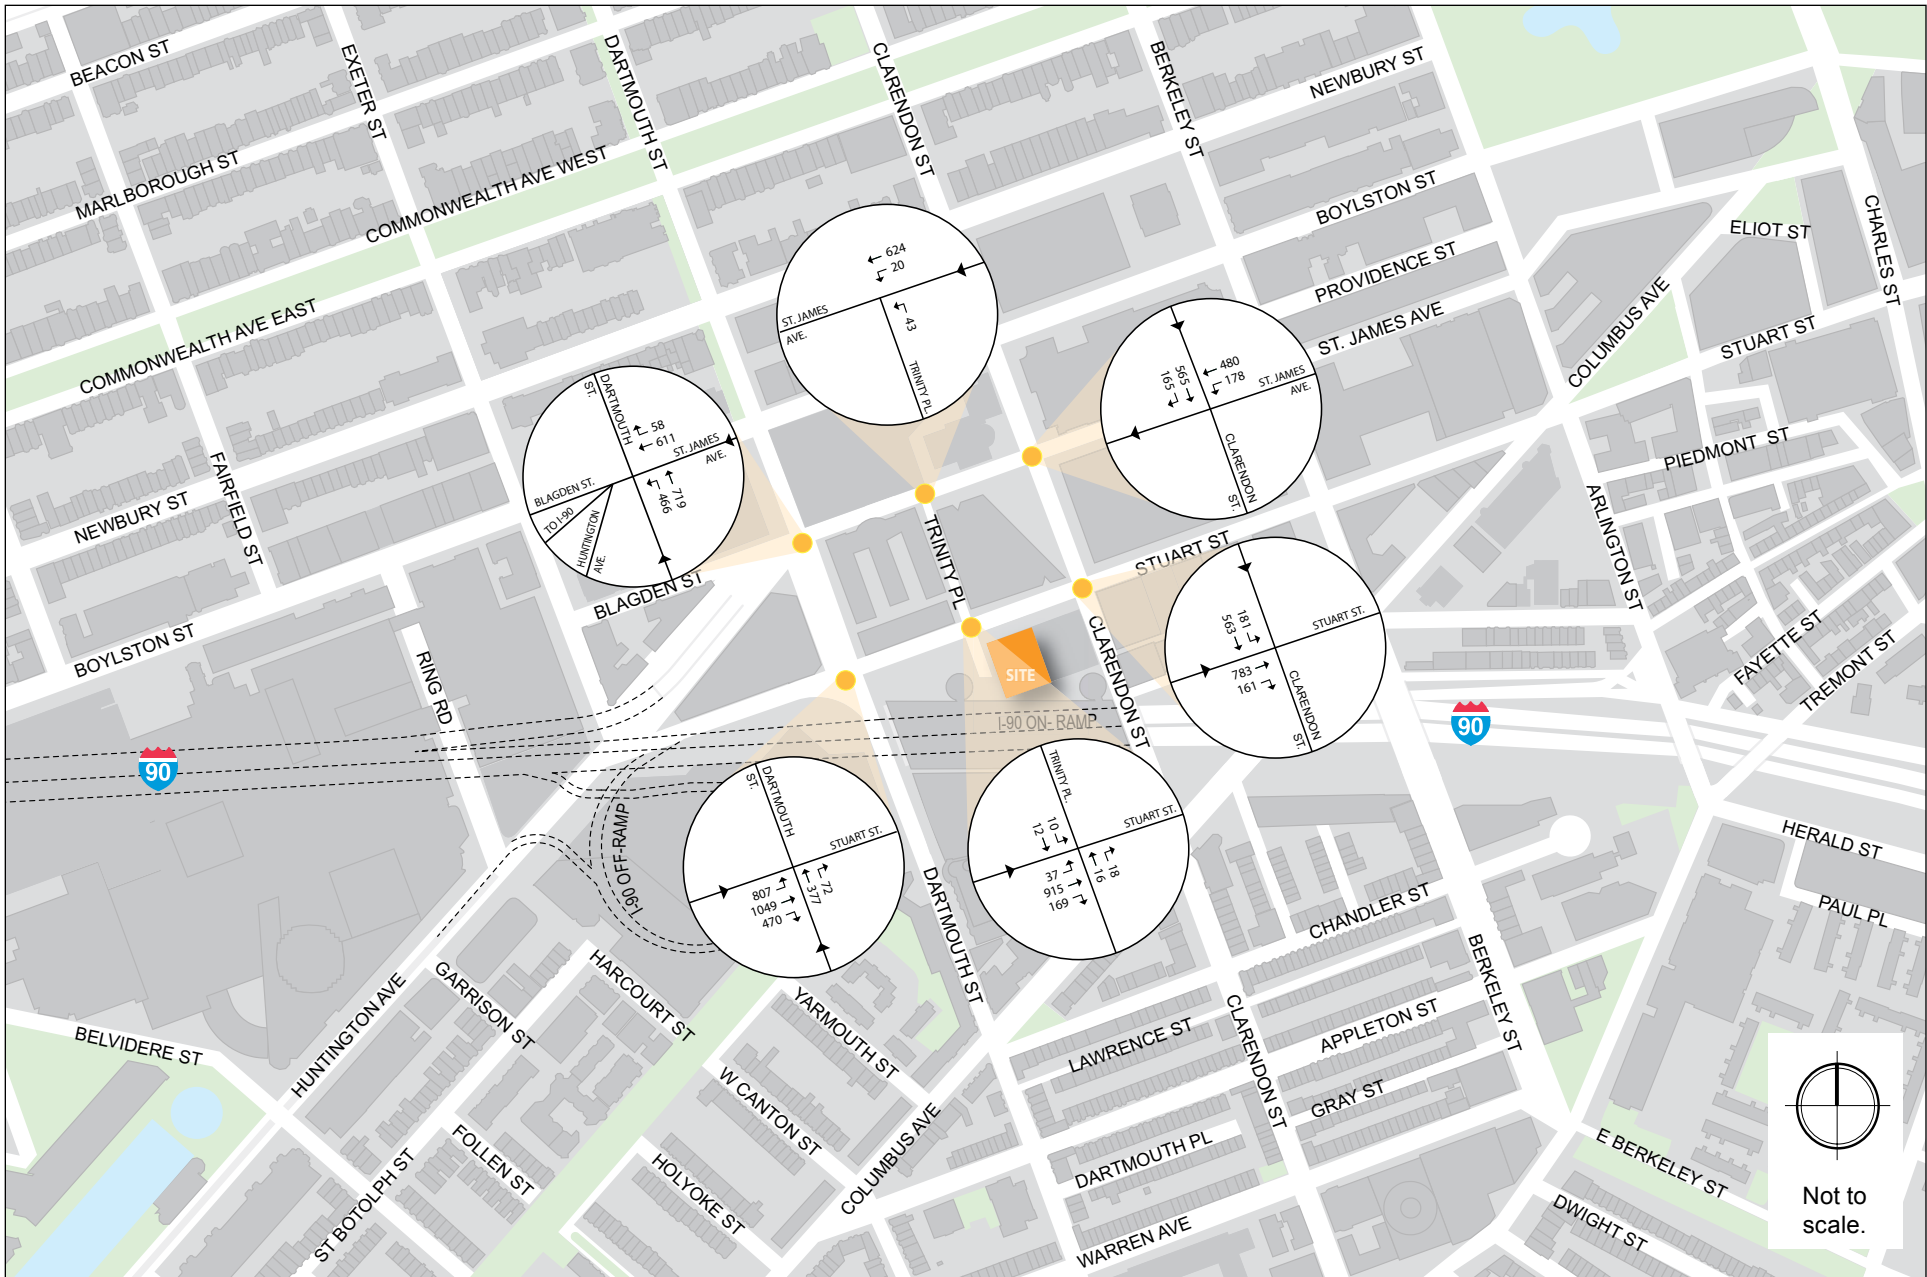 BEACON ST
EXETER ST
DARTMOUTH ST
CLARENDON ST
BERKELEY ST
NEWBURY ST
MARLBOROUGH ST
COMMONWEALTH AVE WEST
BOYLSTON ST
ELIOT ST
CHARLES ST
PROVIDENCE ST
COLUMBUS AVE
ST. JAMES AVE
STUART ST
COMMONWEALTH AVE EAST
624
20
43
ST. JAMES
AVE.
TRINITY PL.
480
178
565
165
ST. JAMES
AVE.
CLARENDON
ST.
DARTMOUTH
ST.
58
611
ST. JAMES
AVE.
719
466
BLAGDEN ST.
TO I-90
HUNTINGTON
AVE.
PIEDMONT ST
FAIRFIELD ST
NEWBURY ST
ARLINGTON ST
TRINITY PL
STUART ST
BLAGDEN ST
BOYLSTON ST
RING RD
CLARENDON ST
181
563
783
161
STUART ST.
CLARENDON
ST.
FAYETTE ST
TREMONT ST
SITE
I-90 ON- RAMP
90
90
I-90 OFF-RAMP
DARTMOUTH
ST.
STUART ST.
807
1049
470
72
377
TRINITY PL.
STUART ST.
10
12
37
915
169
18
16
HERALD ST
PAUL PL
CHANDLER ST
DARTMOUTH ST
BERKELEY ST
HUNTINGTON AVE
GARRISON ST
HARCOURT ST
YARMOUTH ST
BELVIDERE ST
LAWRENCE ST
CLARENDON ST
APPLETON ST
GRAY ST
W CANTON ST
COLUMBUS AVE
FOLLEN ST
ST BOTOLPH ST
HOLYOKE ST
DARTMOUTH PL
WARREN AVE
E BERKELEY ST
DWIGHT ST
Not to
scale.